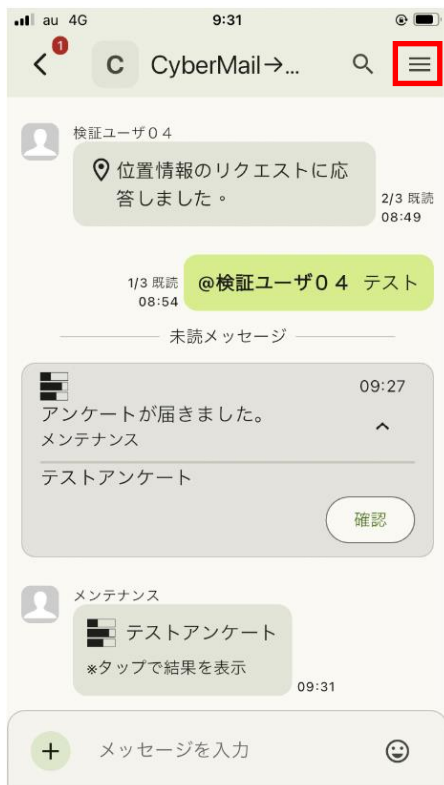 au 4G 9:31
1
C CyberMail→...
検証ユーザ04
位置情報のリクエストに応
答しました。
2/3 既読
08:49
1/3 既読
08:54
@検証ユーザ04 テスト
未読メッセージ
09:27
アンケートが届きました。
メンテナンス
テストアンケート
確認
メンテナンス
テストアンケート
※タップで結果を表示
09:31
+ メッセージを入力